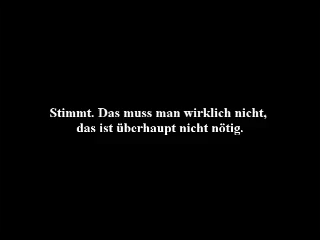 Stimmt. Das muss man wirklich nicht,
das ist überhaupt nicht nötig.